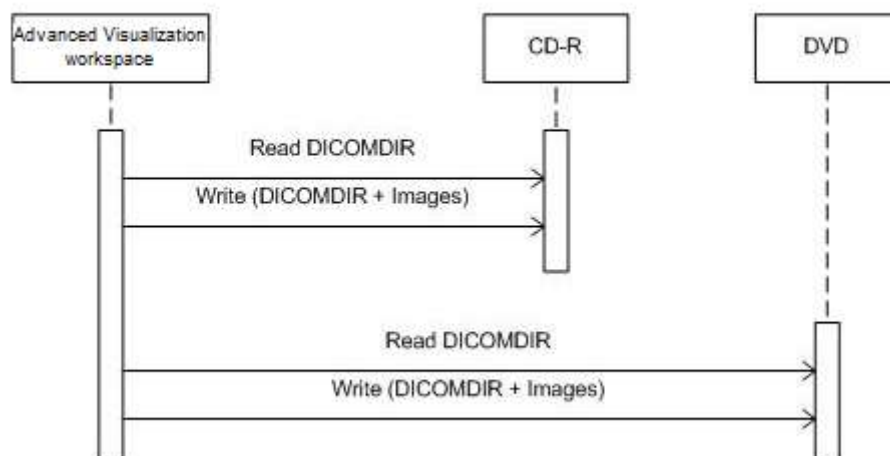 Advanced Visualization
workspace
CD-R
DVD
Read DICOMDIR
Write (DICOMDIR + Images)
Read DICOMDIR
Write (DICOMDIR + Images)